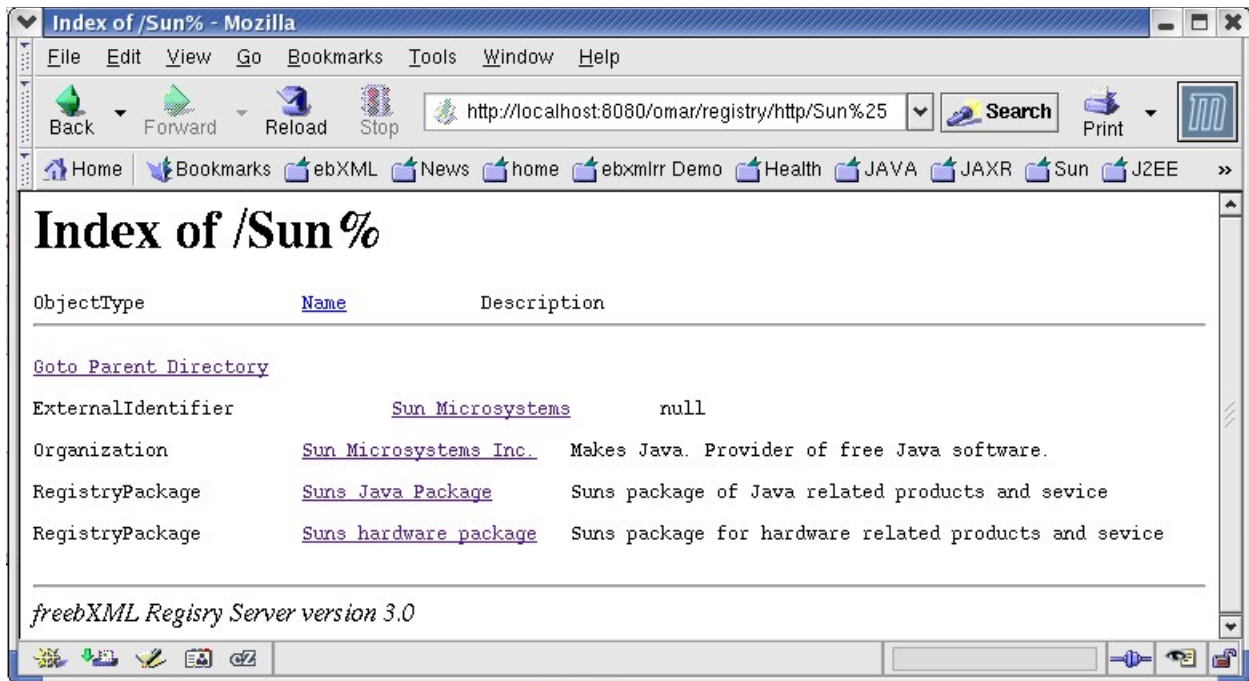 Index of /Sun% - Mozilla
File Edit View Go Bookmarks Tools Window Help
Back Forward Reload Stop http://localhost:8080/omar/registry/http/Sun%25 Search Print
Home Bookmarks ebXML News home ebxmlrr Demo Health JAVA JAXR Sun J2EE »
Index of /Sun%
ObjectType Name Description
Goto Parent Directory
ExternalIdentifier Sun Microsystems null
Organization Sun Microsystems Inc. Makes Java. Provider of free Java software.
RegistryPackage Suns Java Package Suns package of Java related products and sevice
RegistryPackage Suns hardware package Suns package for hardware related products and sevice
freebXML Regisry Server version 3.0